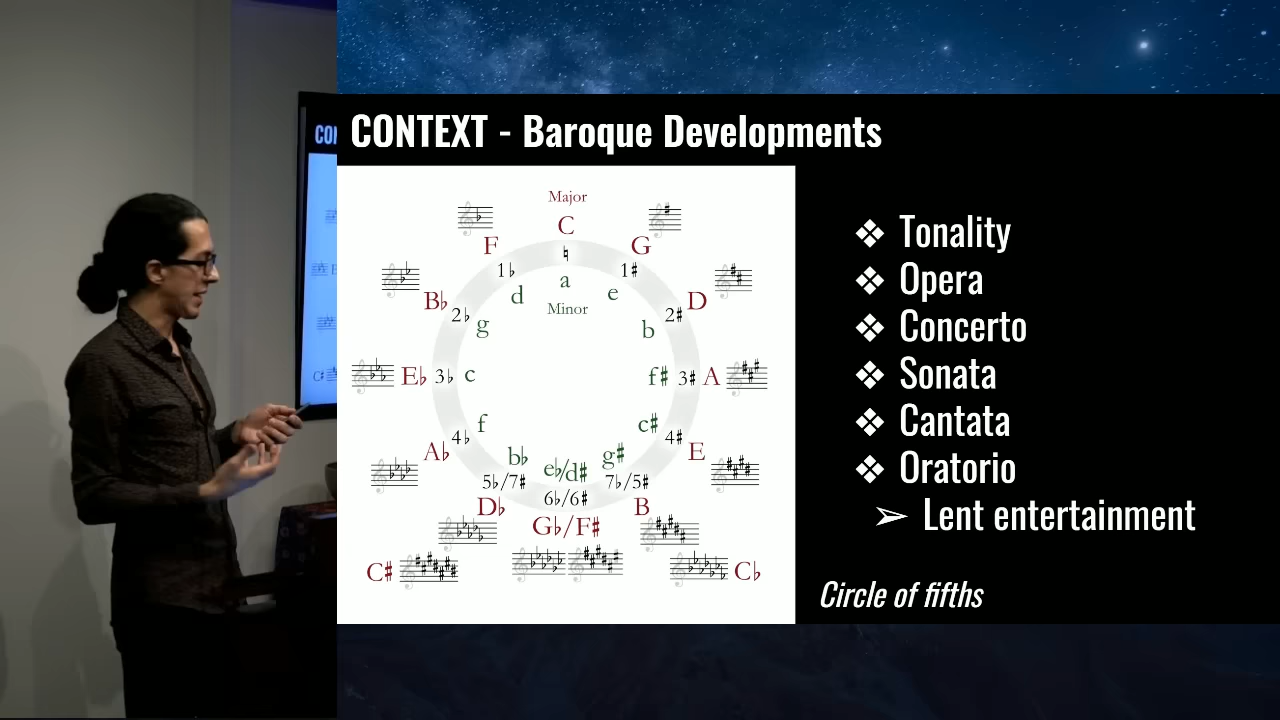 CON
CONTEXT - Baroque Developments
Major
C
F
G
♮
1♭
1♯
a
d
e
Minor
B♭
D
2♭
2♯
g
b
E♭ 3♭ c
f♯ 3♯ A
f
c♯
4♭
4♯
A♭
E
b♭
e♭/d♯
g♯
5♭/7♯
6♭/6♯
7♭/5♯
D♭
G♭/F♯
B
C♯
C♭
❖ Tonality
❖ Opera
❖ Concerto
❖ Sonata
❖ Cantata
❖ Oratorio
➢ Lent entertainment
Circle of fifths